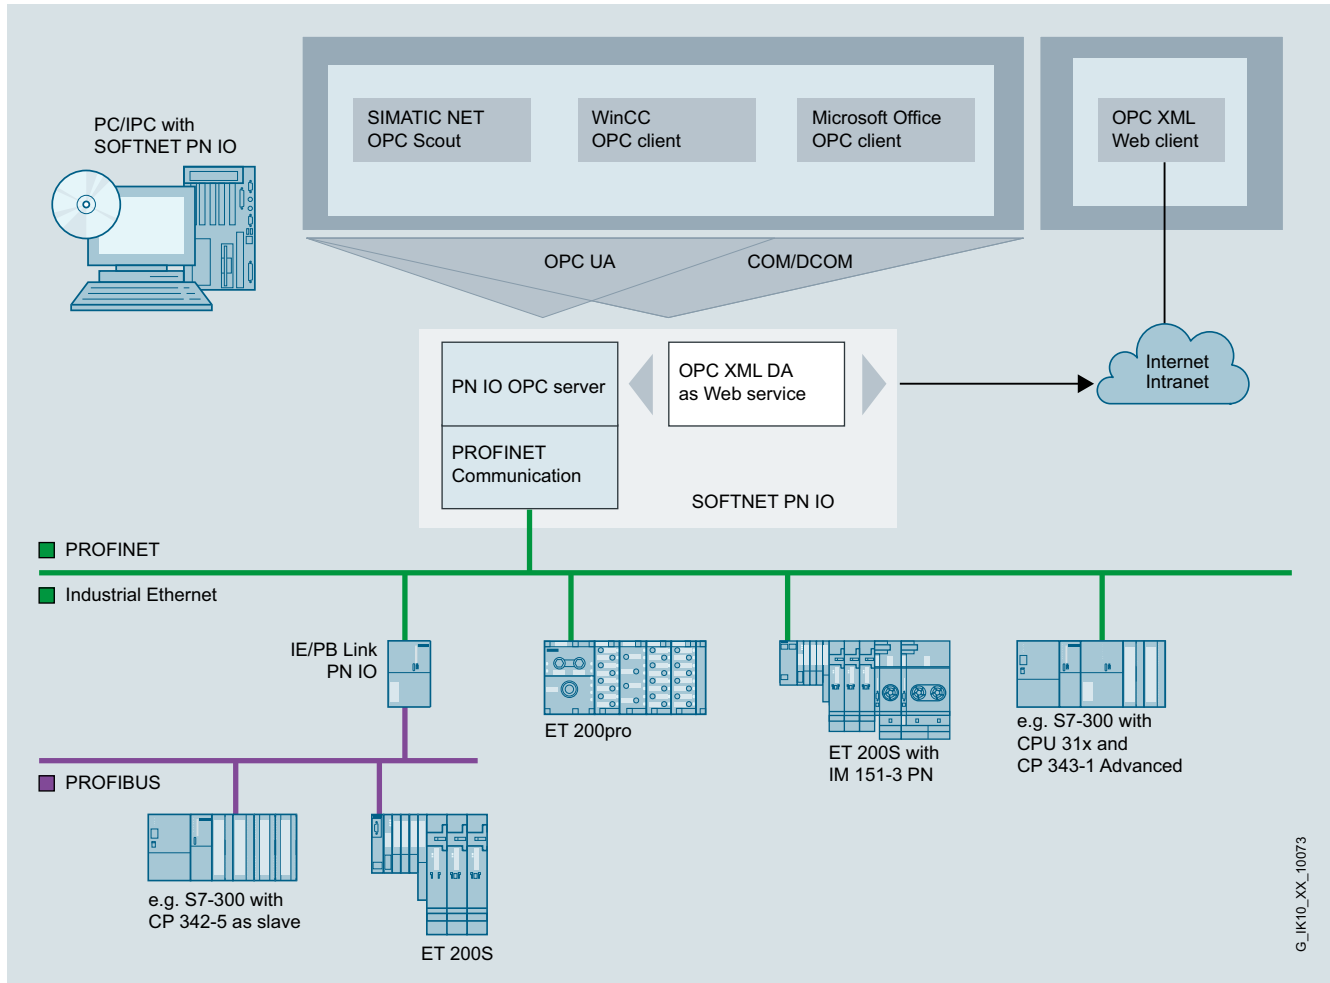 PC/IPC with
SOFTNET PN IO
SIMATIC NET
OPC Scout
WinCC
OPC client
Microsoft Office
OPC client
OPC XML
Web client
OPC UA
COM/DCOM
PN IO OPC server
OPC XML DA
as Web service
Internet
Intranet
PROFINET
Communication
SOFTNET PN IO
PROFINET
Industrial Ethernet
IE/PB Link
PN IO
ET 200pro
ET 200S with
IM 151-3 PN
e.g. S7-300 with
CPU 31x and
CP 343-1 Advanced
PROFIBUS
e.g. S7-300 with
CP 342-5 as slave
ET 200S
G_IK10_XX_10073